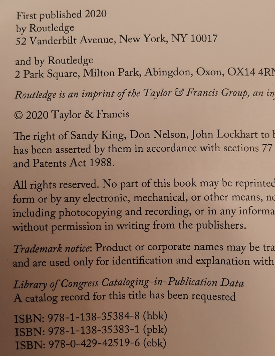 First published 2020
by Routledge
52 Vanderbilt Avenue, New York, NY 10017
and by Routledge
2 Park Square, Milton Park, Abingdon, Oxon, OX14 4RN
Routledge is an imprint of the Taylor & Francis Group, an
© 2020 Taylor & Francis
The right of Sandy King, Don Nelson, John Lockhart to
has been asserted by them in accordance with sections 77
and Patents Act 1988.
All rights reserved. No part of this book may be reprinted
form or by any electronic, mechanical, or other means,
including photocopying and recording, or in any
without permission in writing from the publishers.
Trademark notice: Product or corporate names may be
and are used only for identification and explanation with
Library of Congress Cataloging-in-Publication Data
A catalog record for this title has been requested
ISBN: 978-1-138-35384-8 (hbk)
ISBN: 978-1-138-35383-1 (pbk)
ISBN: 978-0-429-42519-6 (ebk)